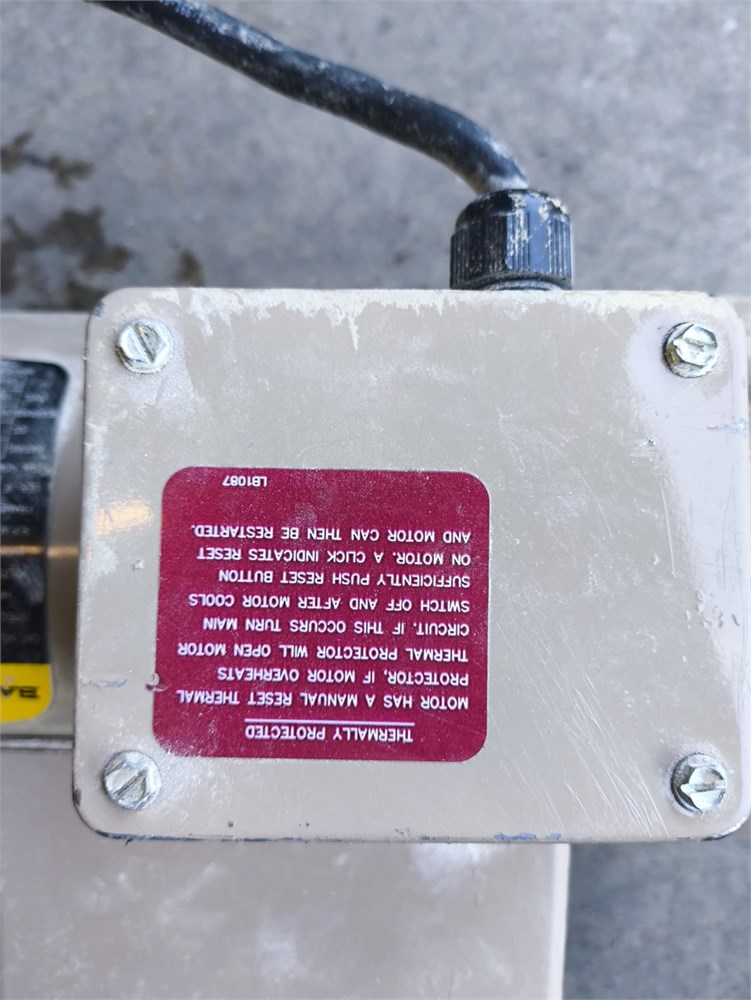 THERMALLY PROTECTED
MOTOR HAS A MANUAL RESET THERMAL
PROTECTOR, IF MOTOR OVERHEATS
THERMAL PROTECTOR WILL OPEN MOTOR
CIRCUIT. IF THIS OCCURS TURN MAIN
SWITCH OFF AND AFTER MOTOR COOLS
SUFFICIENTLY PUSH RESET BUTTON
ON MOTOR. A CLICK INDICATES RESET
AND MOTOR CAN THEN BE RESTARTED.
LB1087